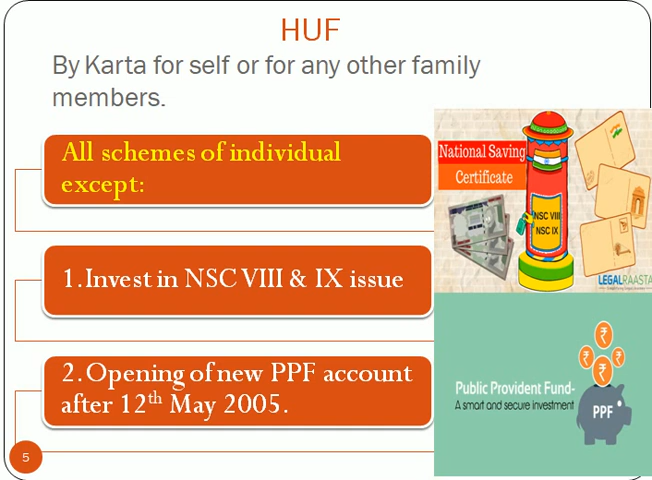 HUF
By Karta for self or for any other family
members.
All schemes of individual
except:
1.Invest in NSC VIII & IX issue
2.Opening of new PPF account
after 12th May 2005.
National Saving
Certificate
NSC VIII
NSC IX
LEGALRAASTA
Public Provident Fund-
A smart and secure investment
PPF
5